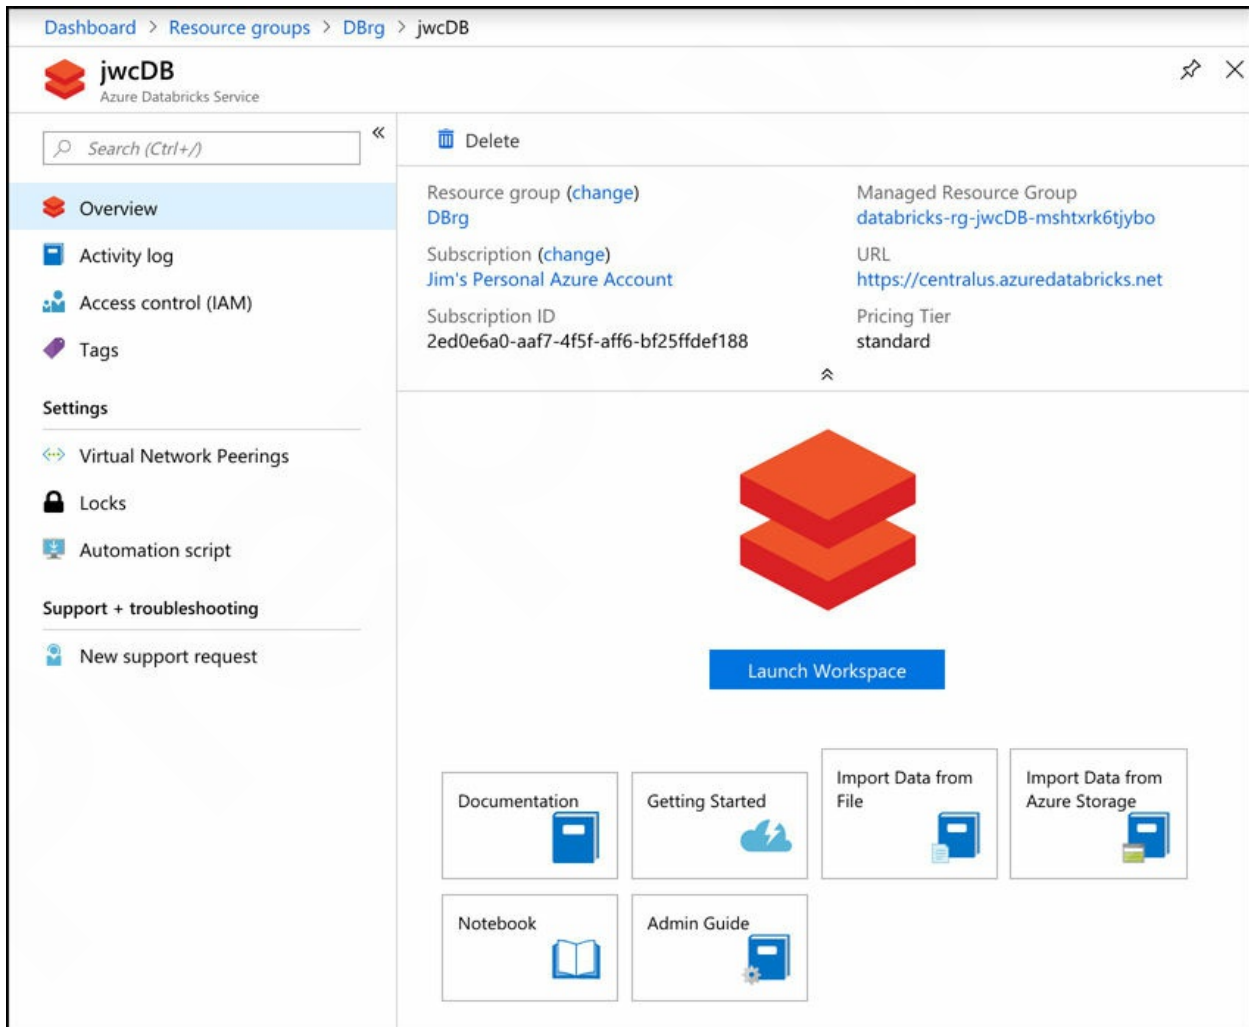 Dashboard > Resource groups > DBrg > jwcDB
jwcDB
Azure Databricks Service
Search (Ctrl+/)
Overview
Activity log
Access control (IAM)
Tags
Settings
Virtual Network Peerings
Locks
Automation script
Support + troubleshooting
New support request
Delete
Resource group (change)
DBrg
Subscription (change)
Jim's Personal Azure Account
Subscription ID
2ed0e6a0-aaf7-4f5f-aff6-bf25ffdef188
Managed Resource Group
databricks-rg-jwcDB-mshtxrk6tjybo
URL
https://centralus.azuredatabricks.net
Pricing Tier
standard
Launch Workspace
Documentation
Getting Started
Import Data from
File
Import Data from
Azure Storage
Notebook
Admin Guide